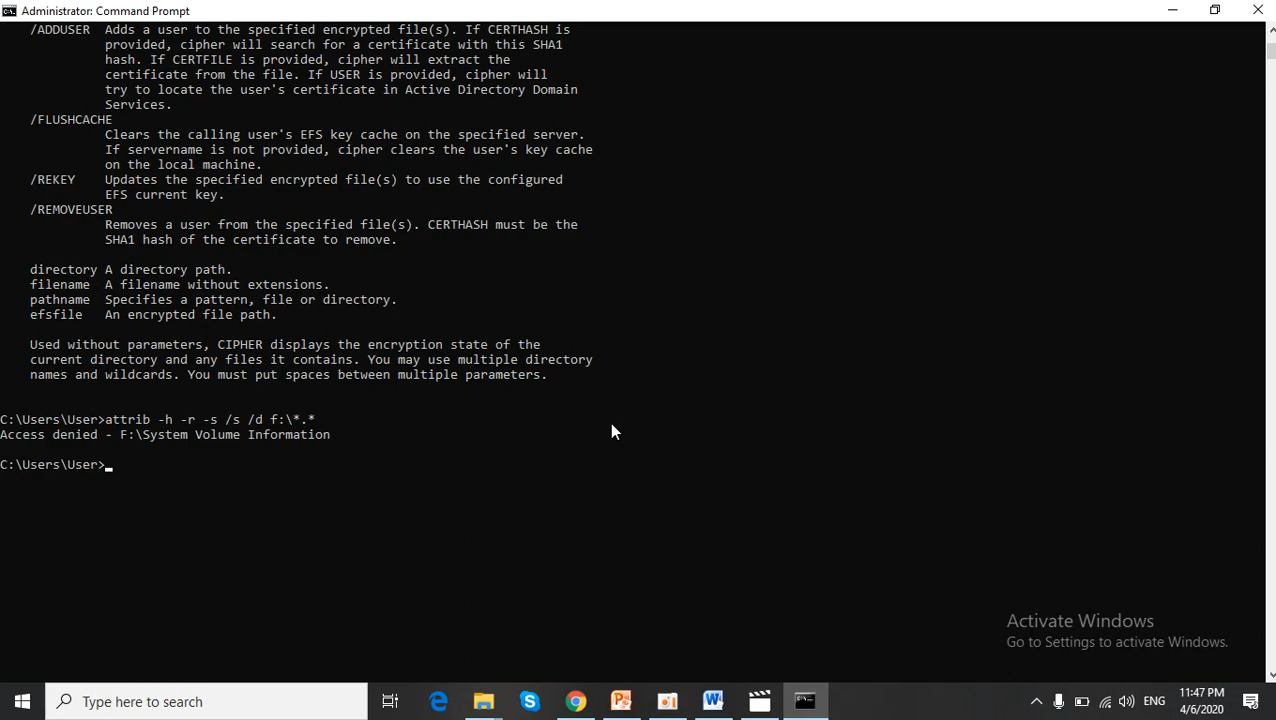 Administrator: Command Prompt
/ADDUSER Adds a user to the specified encrypted file(s). If CERTHASH is
provided, cipher will search for a certificate with this SHA1
hash. If CERTFILE is provided, cipher will extract the
certificate from the file. If USER is provided, cipher will
try to locate the user's certificate in Active Directory Domain
Services.
/FLUSHCACHE
Clears the calling user's EFS key cache on the specified server.
If servername is not provided, cipher clears the user's key cache
on the local machine.
/REKEY Updates the specified encrypted file(s) to use the configured
EFS current key.
/REMOVEUSER
Removes a user from the specified file(s). CERTHASH must be the
SHA1 hash of the certificate to remove.
directory A directory path.
filename A filename without extensions.
pathname Specifies a pattern, file or directory.
efsfile An encrypted file path.
Used without parameters, CIPHER displays the encryption state of the
current directory and any files it contains. You may use multiple directory
names and wildcards. You must put spaces between multiple parameters.
C:\Users\User>attrib -h -r -s /s /d f:\*.*
Access denied - F:\System Volume Information
C:\Users\User>
Activate Windows
Go to Settings to activate Windows.
Type here to search
ENG
11:47 PM
4/6/2020